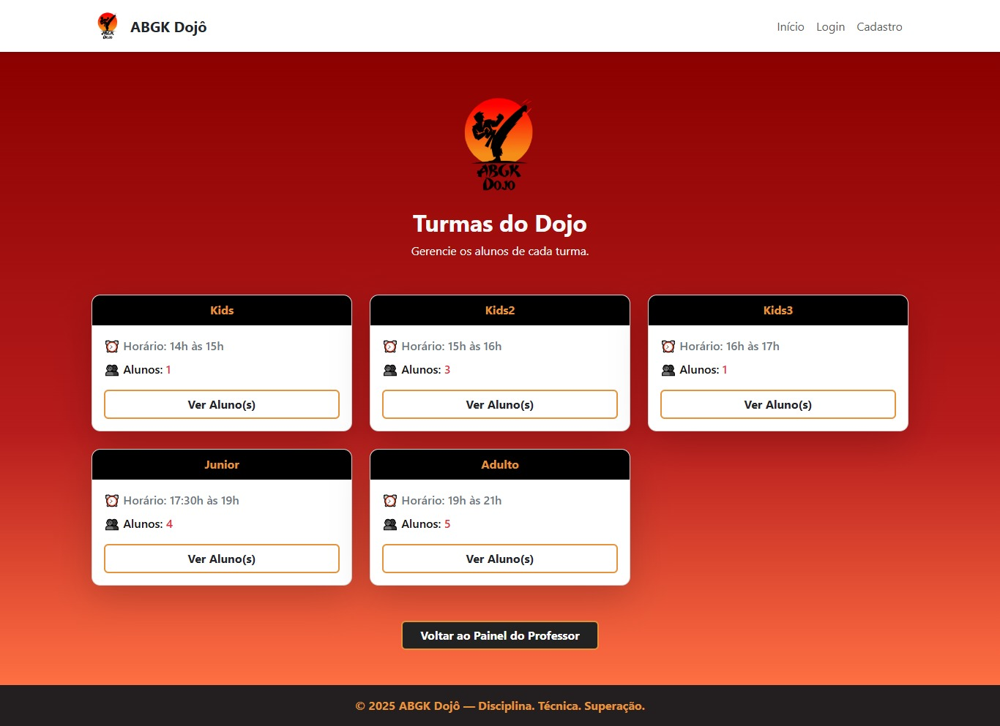 ABGK
DOJO
ABGK Dojô
Início Login Cadastro
ABGK
DOJO
Turmas do Dojo
Gerencie os alunos de cada turma.
Kids
Horário: 14h às 15h
Alunos: 1
Ver Aluno(s)
Kids2
Horário: 15h às 16h
Alunos: 3
Ver Aluno(s)
Kids3
Horário: 16h às 17h
Alunos: 1
Ver Aluno(s)
Junior
Horário: 17:30h às 19h
Alunos: 4
Ver Aluno(s)
Adulto
Horário: 19h às 21h
Alunos: 5
Ver Aluno(s)
Voltar ao Painel do Professor
© 2025 ABGK Dojô — Disciplina. Técnica. Superação.